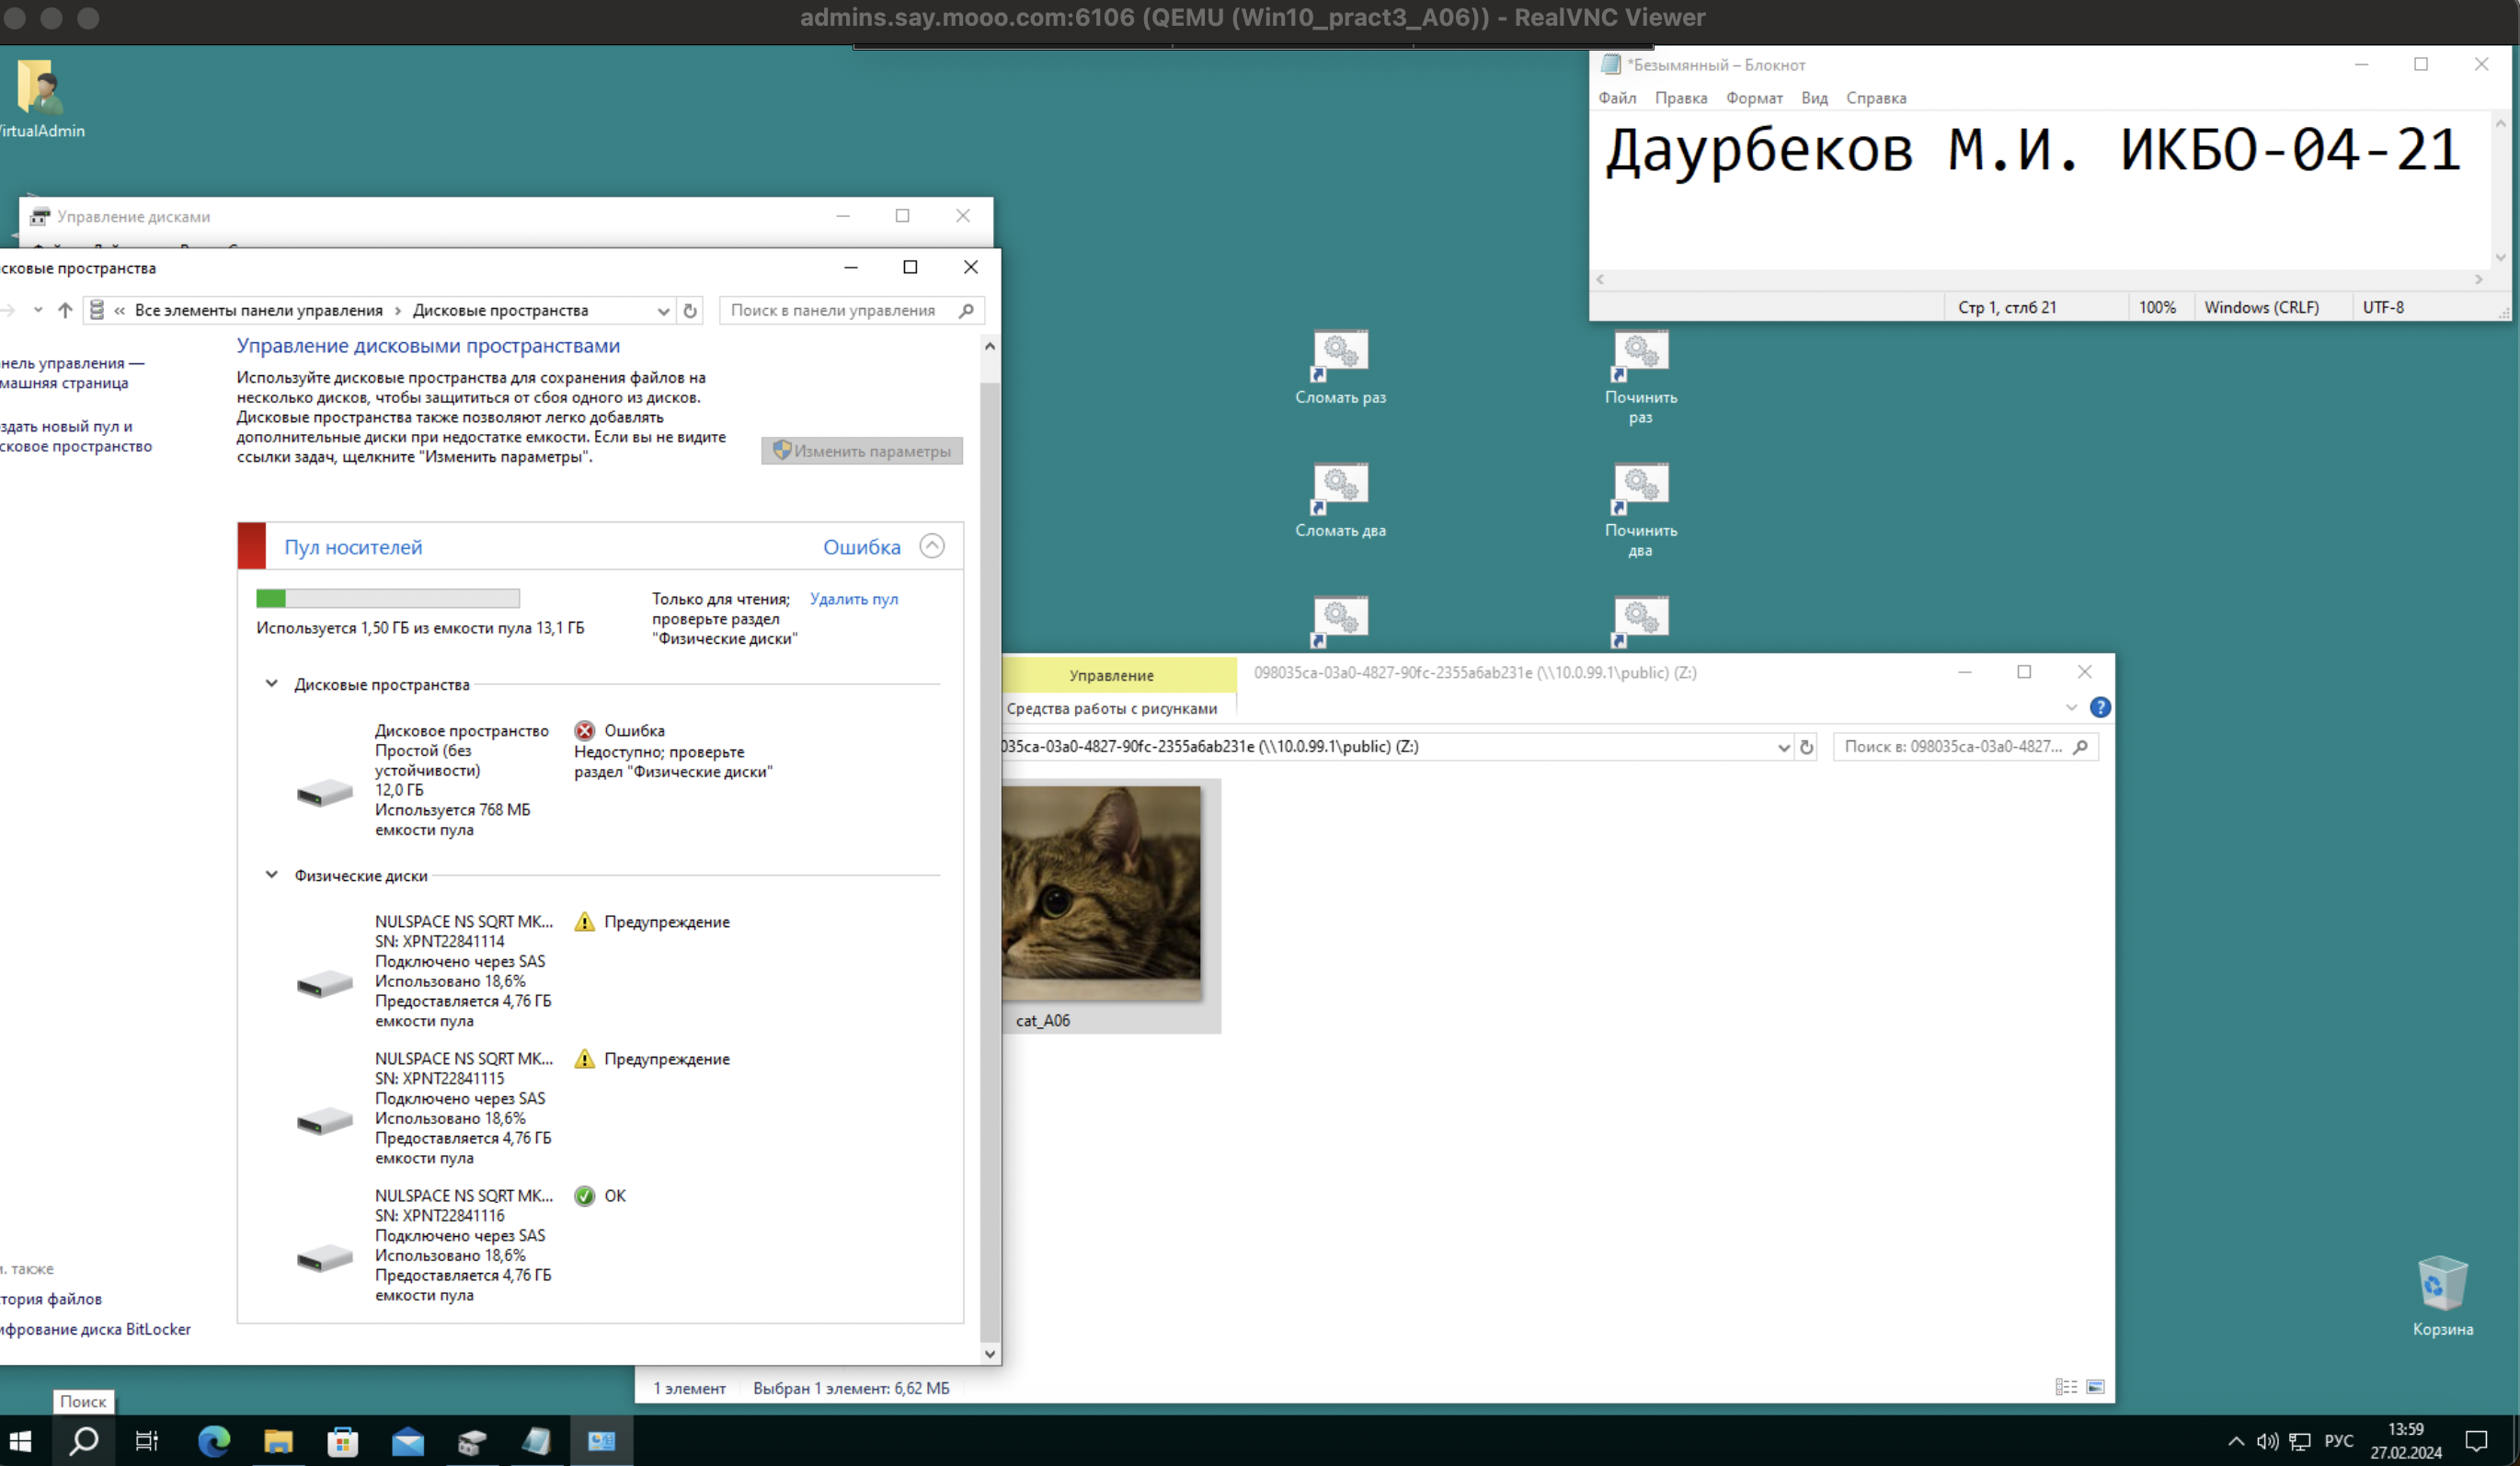 admins.say.mooo.com:6106 (QEMU (Win10_pract3_A06)) - RealVNC Viewer
VirtualAdmin
*Безымянный – Блокнот
Файл Правка Формат Вид Справка
Даурбеков М.И. ИКБО-04-21
Стр 1, стлб 21 100% Windows (CRLF) UTF-8
Управление дисками
сковые пространства
« Все элементы панели управления › Дисковые пространства
Поиск в панели управления
нель управления —
машняя страница
здать новый пул и
сковое пространство
Управление дисковыми пространствами
Используйте дисковые пространства для сохранения файлов на
несколько дисков, чтобы защититься от сбоя одного из дисков.
Дисковые пространства также позволяют легко добавлять
дополнительные диски при недостатке емкости. Если вы не видите
ссылки задач, щелкните "Изменить параметры".
Изменить параметры
Пул носителей
Ошибка
Используется 1,50 ГБ из емкости пула 13,1 ГБ
Только для чтения;
проверьте раздел
"Физические диски"
Удалить пул
Дисковые пространства
Дисковое пространство
Простой (без
устойчивости)
12,0 ГБ
Используется 768 МБ
емкости пула
Ошибка
Недоступно; проверьте
раздел "Физические диски"
Физические диски
NULSPACE NS SQRT MK...
SN: XPNT22841114
Подключено через SAS
Использовано 18,6%
Предоставляется 4,76 ГБ
емкости пула
Предупреждение
NULSPACE NS SQRT MK...
SN: XPNT22841115
Подключено через SAS
Использовано 18,6%
Предоставляется 4,76 ГБ
емкости пула
Предупреждение
NULSPACE NS SQRT MK...
SN: XPNT22841116
Подключено через SAS
Использовано 18,6%
Предоставляется 4,76 ГБ
емкости пула
OK
и. также
тория файлов
ифрование диска BitLocker
Сломать раз
Починить
раз
Сломать два
Починить
два
Управление
098035ca-03a0-4827-90fc-2355a6ab231e (\\10.0.99.1\public) (Z:)
Средства работы с рисунками
035ca-03a0-4827-90fc-2355a6ab231e (\\10.0.99.1\public) (Z:)
Поиск в: 098035ca-03a0-4827...
cat_A06
1 элемент Выбран 1 элемент: 6,62 МБ
Корзина
Поиск
РУС
13:59
27.02.2024